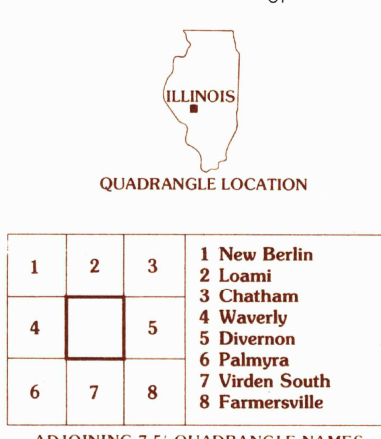 ILLINOIS
QUADRANGLE LOCATION
1 2 3
4 5
6 7 8
1 New Berlin
2 Loami
3 Chatham
4 Waverly
5 Divernon
6 Palmyra
7 Virden South
8 Farmersville
ADJOINING 7.5' QUADRANGLE NAMES